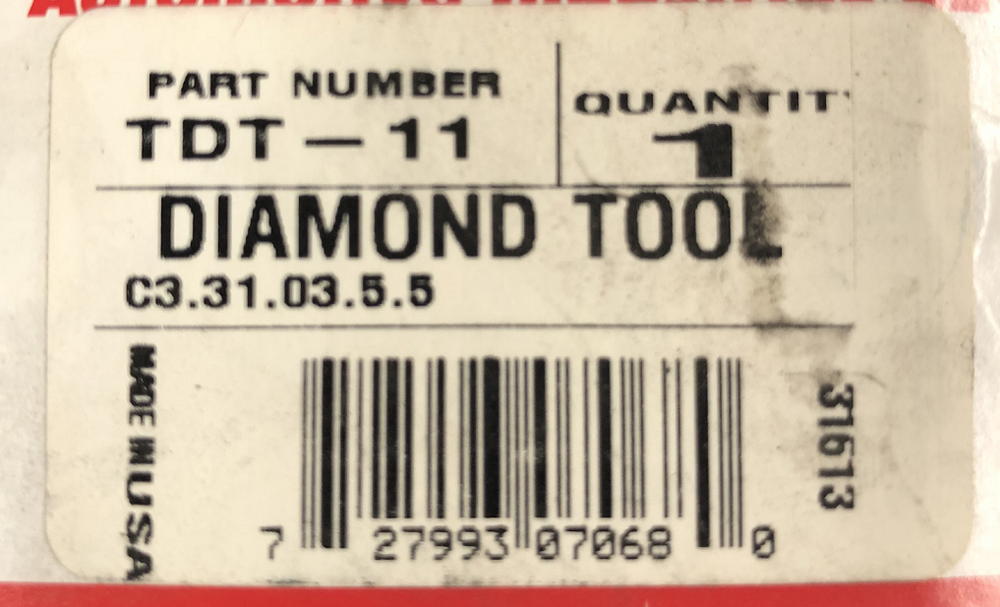 PART NUMBER
TDT-11
QUANTIT
1
DIAMOND TOOL
C3.31.03.5.5
MADE IN USA
31613
7 27993 07068 0